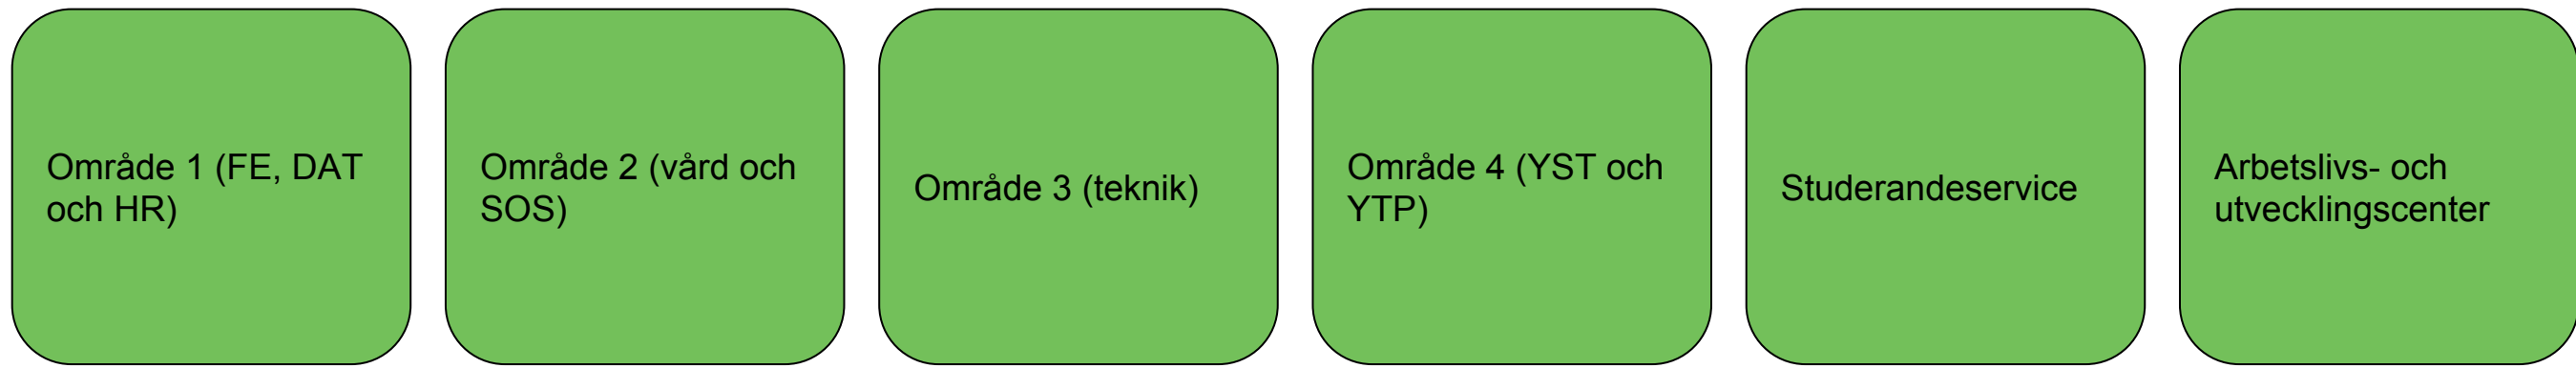 Område 1 (FE, DAT
och HR)
Område 2 (vård och
SOS)
Område 3 (teknik)
Område 4 (YST och
YTP)
Studerandeservice
Arbetslivs- och
utvecklingscenter